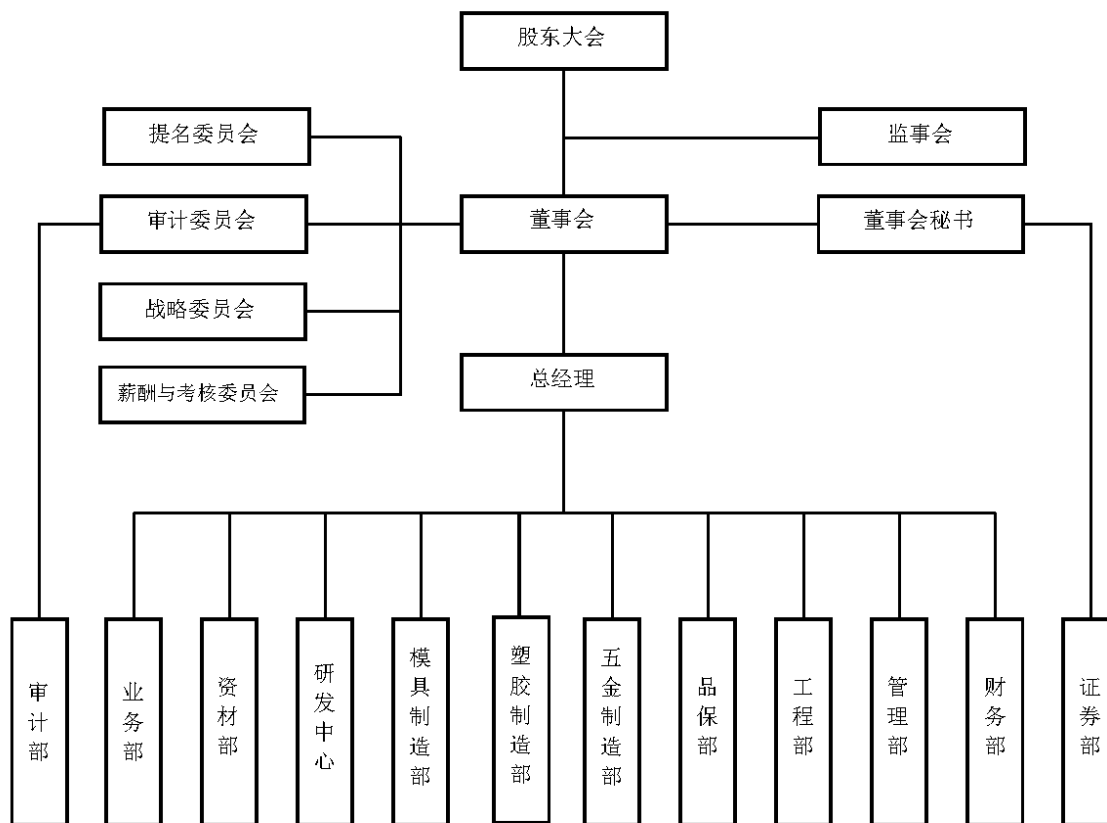 股东大会
提名委员会
监事会
审计委员会
董事会
董事会秘书
战略委员会
总经理
薪酬与考核委员会
审计部
业务部
资材部
研发中心
模具制造部
塑胶制造部
五金制造部
品保部
工程部
管理部
财务部
证券部